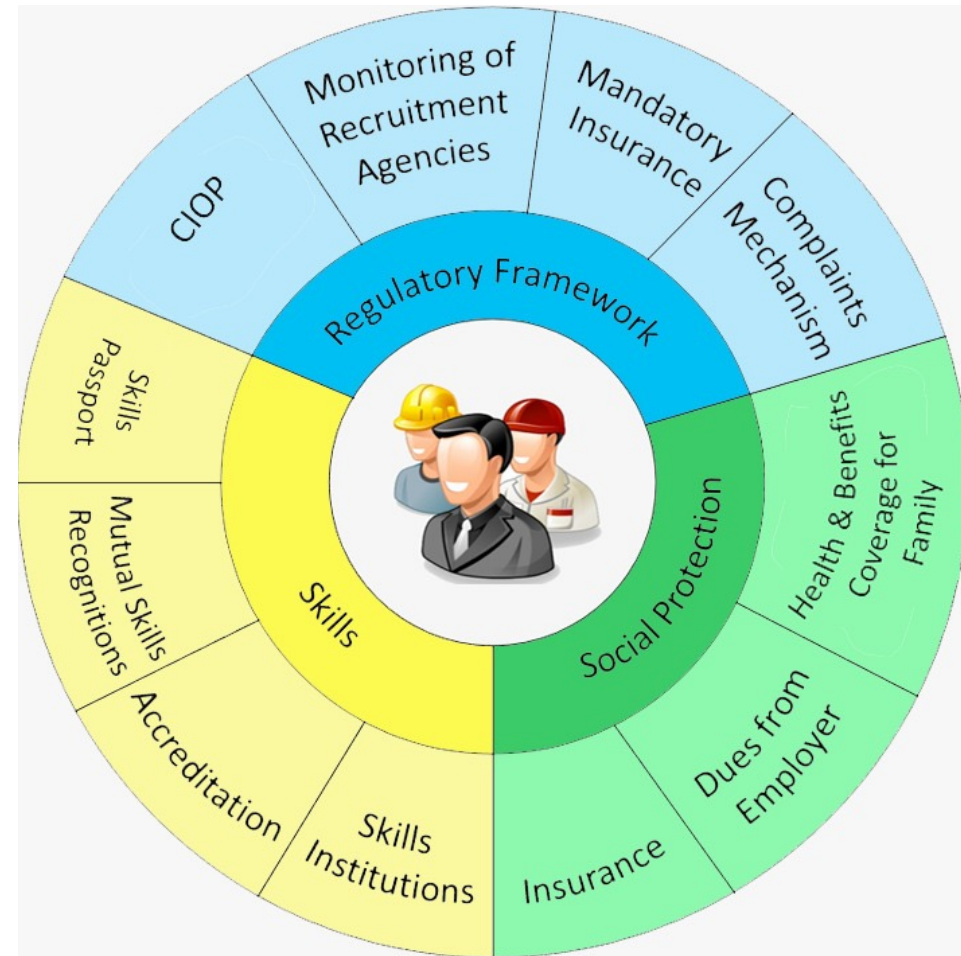 Monitoring of
Recruitment
Agencies
Mandatory
Insurance
Complaints
Mechanism
CIOP
Regulatory Framework
Skills
Passport
Mutual Skills
Recognitions
Accreditation
Skills
Institutions
Skills
Health & Benefits
Coverage for
Family
Dues from
Employer
Insurance
Social Protection